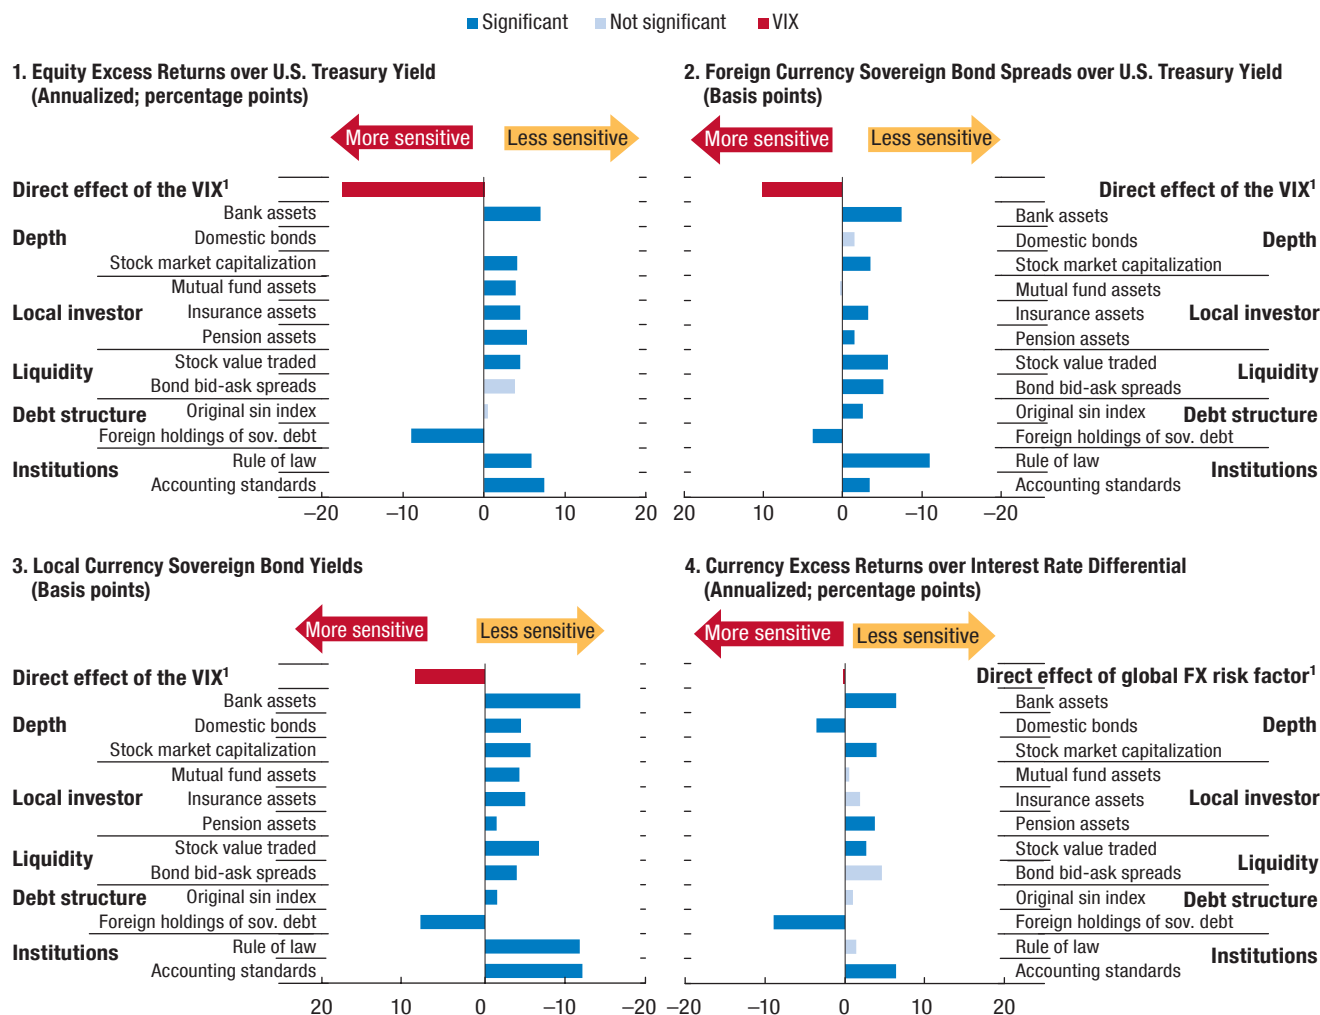 Significant Not significant VIX
1. Equity Excess Returns over U.S. Treasury Yield
(Annualized; percentage points)
More sensitive Less sensitive
Direct effect of the VIX¹
Bank assets
Depth Domestic bonds
Stock market capitalization
Mutual fund assets
Local investor Insurance assets
Pension assets
Stock value traded
Liquidity
Bond bid-ask spreads
Debt structure Original sin index
Foreign holdings of sov. debt
Rule of law
Institutions
Accounting standards
–20 –10 0 10 20
2. Foreign Currency Sovereign Bond Spreads over U.S. Treasury Yield
(Basis points)
More sensitive Less sensitive
Direct effect of the VIX¹
Bank assets
Domestic bonds Depth
Stock market capitalization
Mutual fund assets
Insurance assets Local investor
Pension assets
Stock value traded
Liquidity
Bond bid-ask spreads
Original sin index Debt structure
Foreign holdings of sov. debt
Rule of law
Institutions
Accounting standards
20 10 0 –10 –20
3. Local Currency Sovereign Bond Yields
(Basis points)
More sensitive Less sensitive
Direct effect of the VIX¹
Bank assets
Depth Domestic bonds
Stock market capitalization
Mutual fund assets
Local investor Insurance assets
Pension assets
Stock value traded
Liquidity
Bond bid-ask spreads
Debt structure Original sin index
Foreign holdings of sov. debt
Rule of law
Institutions
Accounting standards
20 10 0 –10 –20
4. Currency Excess Returns over Interest Rate Differential
(Annualized; percentage points)
More sensitive Less sensitive
Direct effect of global FX risk factor¹
Bank assets
Domestic bonds Depth
Stock market capitalization
Mutual fund assets
Insurance assets Local investor
Pension assets
Stock value traded
Liquidity
Bond bid-ask spreads
Original sin index Debt structure
Foreign holdings of sov. debt
Rule of law
Institutions
Accounting standards
–20 –10 0 10 20